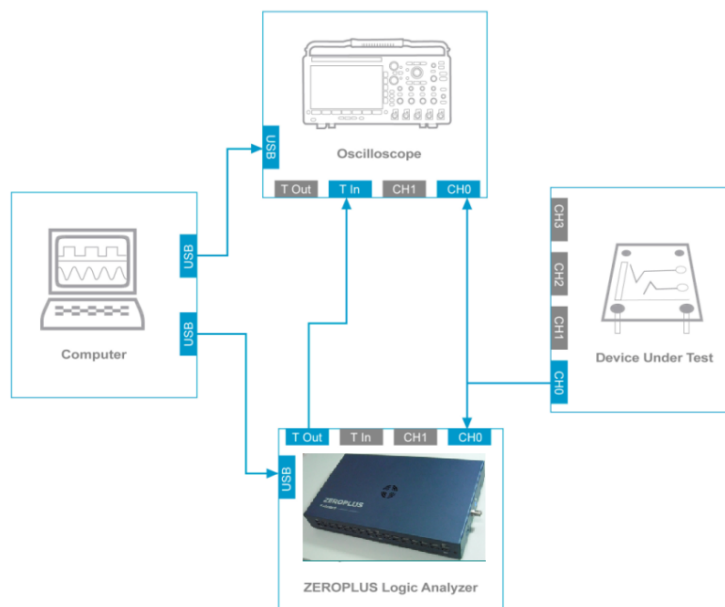 USB
Oscilloscope
T Out
T In
CH1
CH0
USB
USB
Computer
CH3
CH2
CH1
CH0
Device Under Test
T Out
T In
CH1
CH0
USB
ZEROPLUS
ZEROPLUS Logic Analyzer